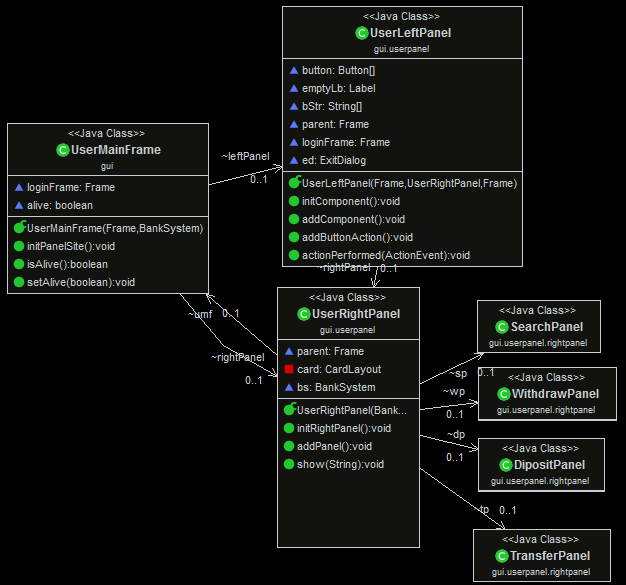 <<Java Class>>
UserLeftPanel
gui.userpanel
button: Button[]
emptyLb: Label
bStr: String[]
parent: Frame
loginFrame: Frame
ed: ExitDialog
UserLeftPanel(Frame,UserRightPanel,Frame)
initComponent():void
addComponent():void
addButtonAction():void
actionPerformed(ActionEvent):void
<<Java Class>>
UserMainFrame
gui
loginFrame: Frame
alive: boolean
UserMainFrame(Frame,BankSystem)
initPanelSite():void
isAlive():boolean
setAlive(boolean):void
~leftPanel
0..1
~rightPanel
0..1
~umf
0..1
~rightPanel
0..1
<<Java Class>>
UserRightPanel
gui.userpanel
parent: Frame
card: CardLayout
bs: BankSystem
UserRightPanel(Bank...
initRightPanel():void
addPanel():void
show(String):void
~sp
0..1
~wp
0..1
~dp
0..1
~tp
0..1
<<Java Class>>
SearchPanel
gui.userpanel.rightpanel
<<Java Class>>
WithdrawPanel
gui.userpanel.rightpanel
<<Java Class>>
DipositPanel
gui.userpanel.rightpanel
<<Java Class>>
TransferPanel
gui.userpanel.rightpanel